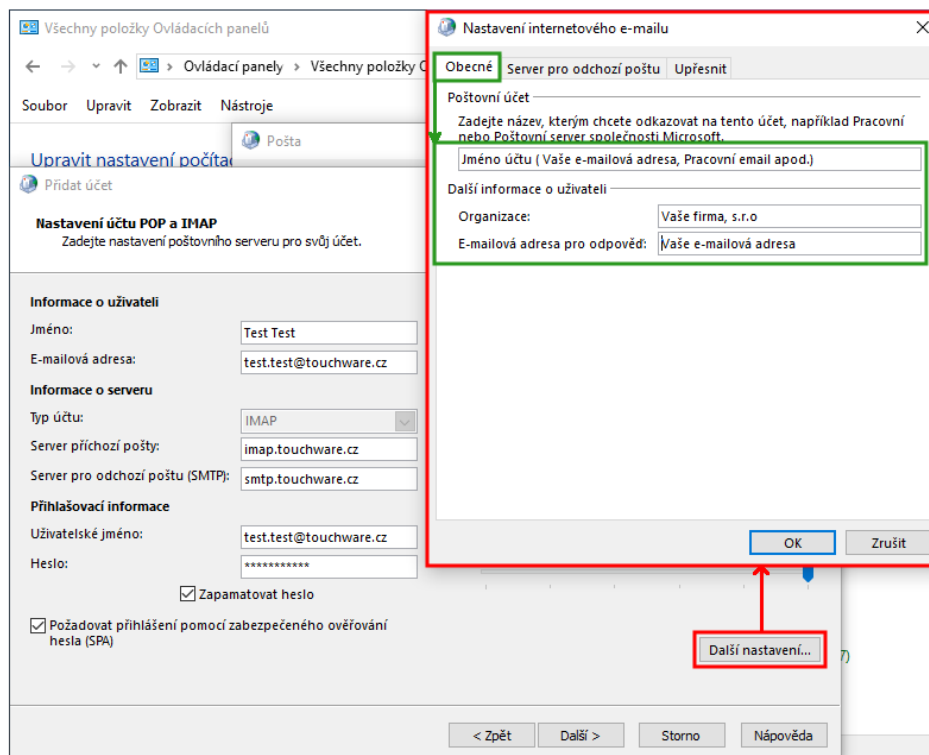 Všechny položky Ovládacích panelů
Ovládací panely > Všechny položky O
Soubor Upravit Zobrazit Nástroje
Upravit nastavení počítač
Pošta
Přidat účet
Nastavení účtu POP a IMAP
Zadejte nastavení poštovního serveru pro svůj účet.
Informace o uživateli
Jméno:
Test Test
E-mailová adresa:
test.test@touchware.cz
Informace o serveru
Typ účtu:
IMAP
Server příchozí pošty:
imap.touchware.cz
Server pro odchozí poštu (SMTP):
smtp.touchware.cz
Přihlašovací informace
Uživatelské jméno:
test.test@touchware.cz
Heslo:
***********
Zapamatovat heslo
Požadovat přihlášení pomocí zabezpečeného ověřování
hesla (SPA)
Další nastavení...
7)
< Zpět Další > Storno Nápověda
Nastavení internetového e-mailu
Obecné Server pro odchozí poštu Upřesnit
Poštovní účet
Zadejte název, kterým chcete odkazovat na tento účet, například Pracovní
nebo Poštovní server společnosti Microsoft.
Jméno účtu ( Vaše e-mailová adresa, Pracovní email apod.)
Další informace o uživateli
Organizace:
Vaše firma, s.r.o
E-mailová adresa pro odpověď:
Vaše e-mailová adresa
OK Zrušit